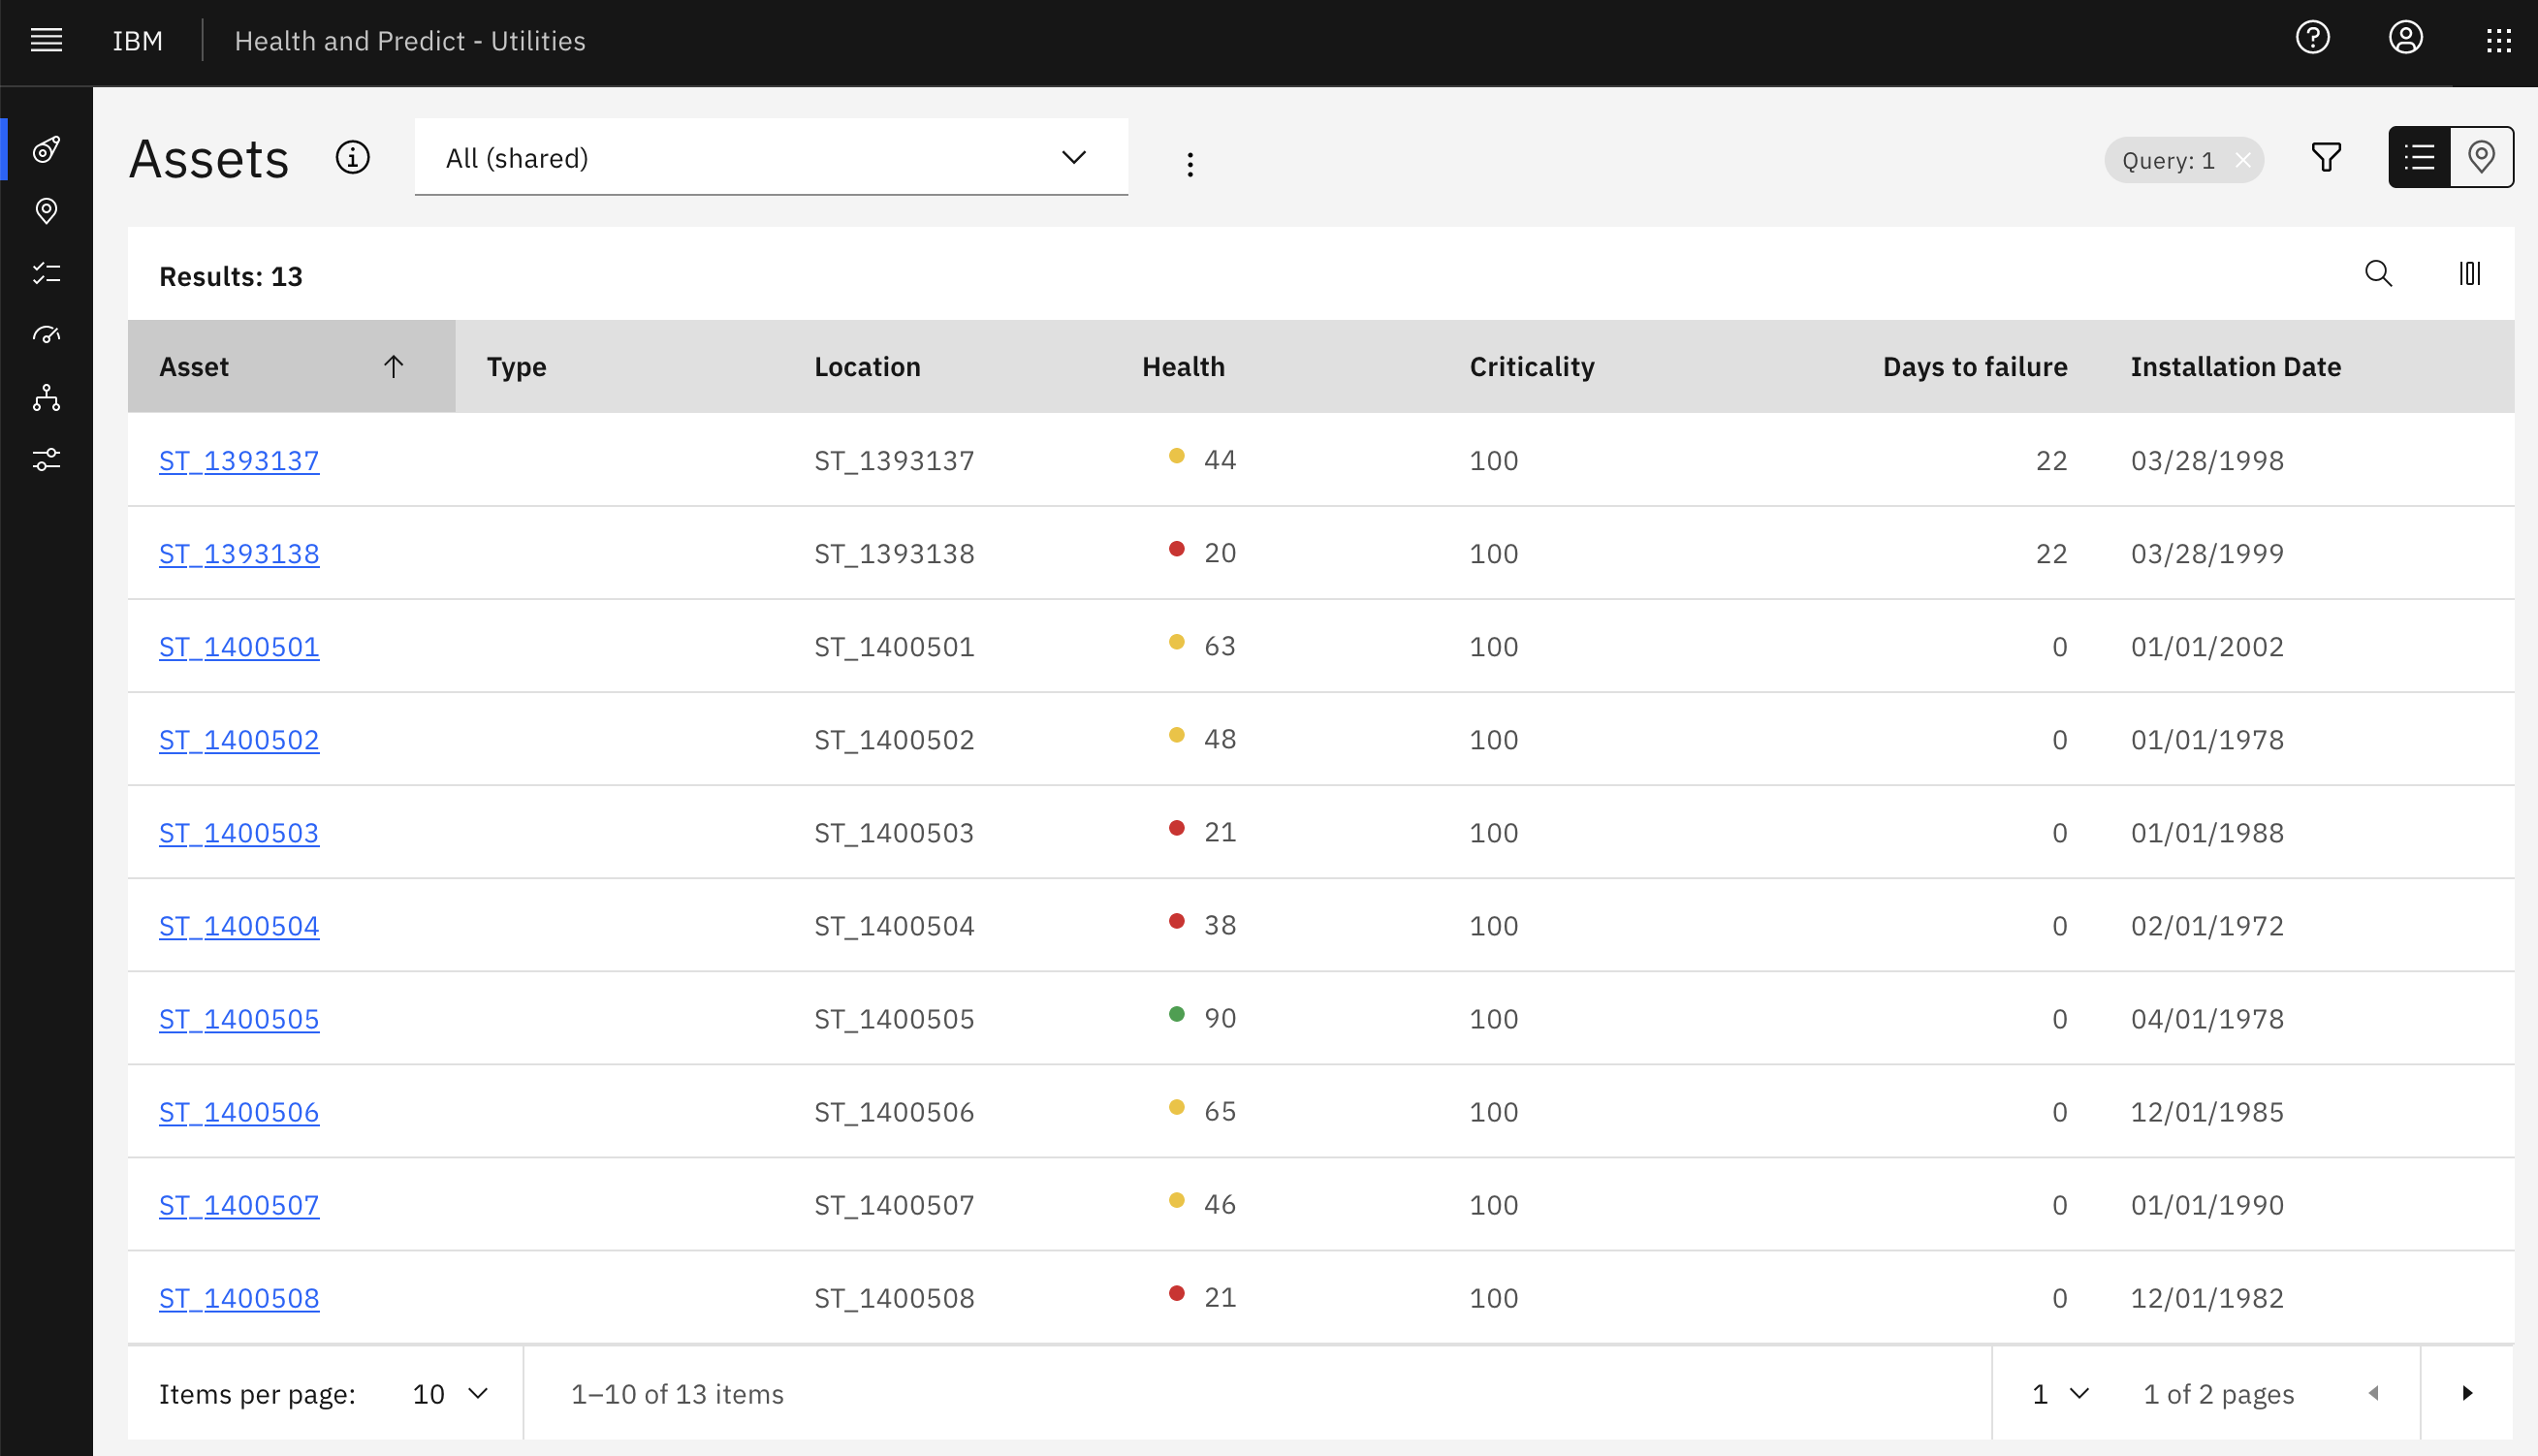 IBM Health and Predict - Utilities
Assets All (shared) Query: 1
Results: 13
Asset Type Location Health Criticality Days to failure Installation Date
ST_1393137 ST_1393137 44 100 22 03/28/1998
ST_1393138 ST_1393138 20 100 22 03/28/1999
ST_1400501 ST_1400501 63 100 0 01/01/2002
ST_1400502 ST_1400502 48 100 0 01/01/1978
ST_1400503 ST_1400503 21 100 0 01/01/1988
ST_1400504 ST_1400504 38 100 0 02/01/1972
ST_1400505 ST_1400505 90 100 0 04/01/1978
ST_1400506 ST_1400506 65 100 0 12/01/1985
ST_1400507 ST_1400507 46 100 0 01/01/1990
ST_1400508 ST_1400508 21 100 0 12/01/1982
Items per page: 10 1–10 of 13 items 1 1 of 2 pages